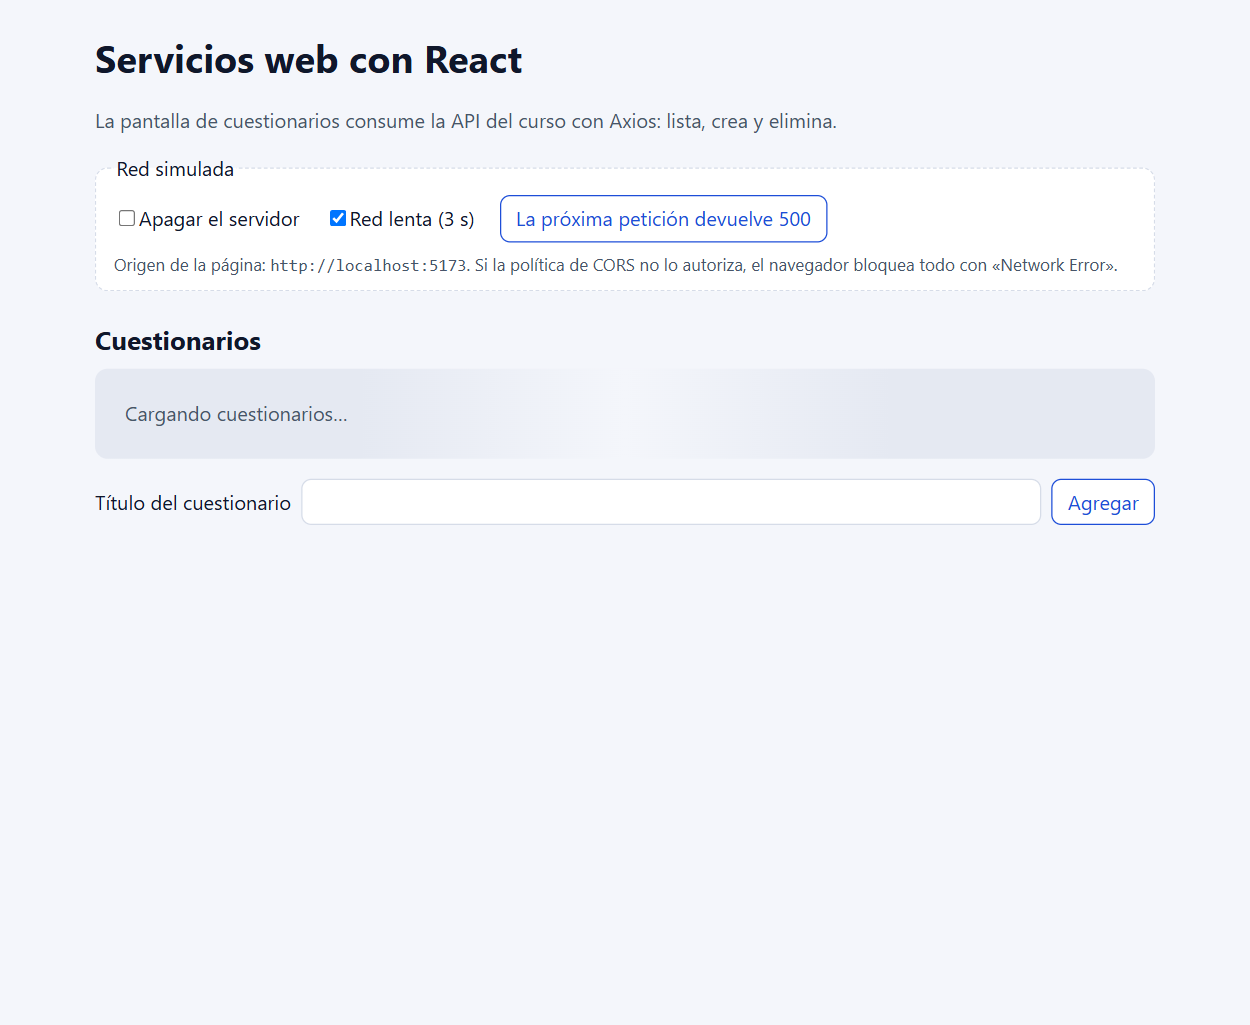 Servicios web con React
La pantalla de cuestionarios consume la API del curso con Axios: lista, crea y elimina.
Red simulada
Apagar el servidor
Red lenta (3 s)
La próxima petición devuelve 500
Origen de la página: http://localhost:5173. Si la política de CORS no lo autoriza, el navegador bloquea todo con «Network Error».
Cuestionarios
Cargando cuestionarios...
Título del cuestionario
Agregar